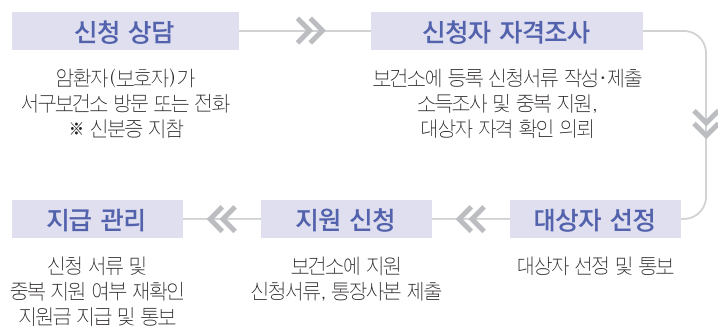 신청 상담
암환자(보호자)가
서구보건소 방문 또는 전화
※ 신분증 지참
신청자 자격조사
보건소에 등록 신청서류 작성·제출
소득조사 및 중복 지원,
대상자 자격 확인 의뢰
대상자 선정
대상자 선정 및 통보
지원 신청
보건소에 지원
신청서류, 통장사본 제출
지급 관리
신청 서류 및
중복 지원 여부 재확인
지원금 지급 및 통보